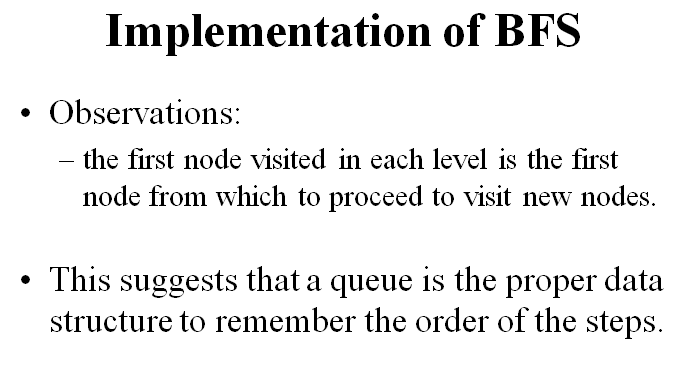 Implementation of BFS
• Observations:
– the first node visited in each level is the first
node from which to proceed to visit new nodes.
• This suggests that a queue is the proper data
structure to remember the order of the steps.